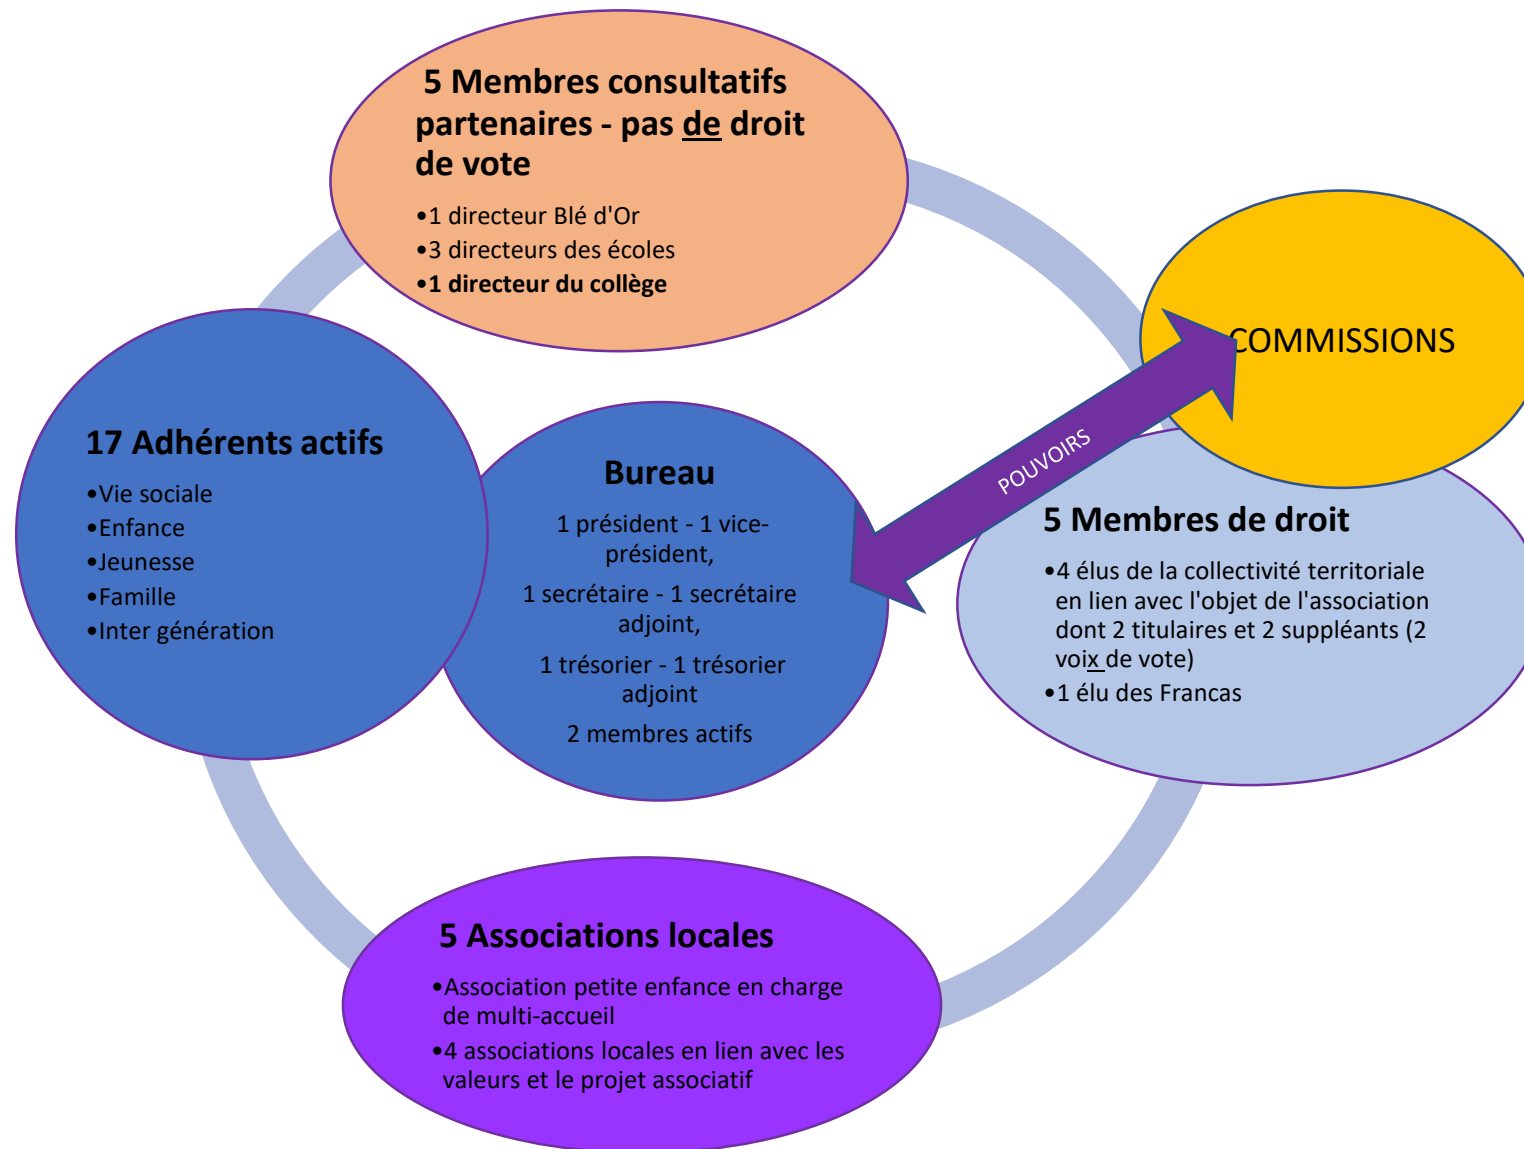 5 Membres consultatifs
partenaires - pas de droit
de vote
•1 directeur Blé d'Or
•3 directeurs des écoles
•1 directeur du collège
COMMISSIONS
POUVOIRS
17 Adhérents actifs
•Vie sociale
•Enfance
•Jeunesse
•Famille
•Inter génération
Bureau
1 président - 1 vice-
président,
1 secrétaire - 1 secrétaire
adjoint,
1 trésorier - 1 trésorier
adjoint
2 membres actifs
5 Membres de droit
•4 élus de la collectivité territoriale
en lien avec l'objet de l'association
dont 2 titulaires et 2 suppléants (2
voix de vote)
•1 élu des Francas
5 Associations locales
•Association petite enfance en charge
de multi-accueil
•4 associations locales en lien avec les
valeurs et le projet associatif